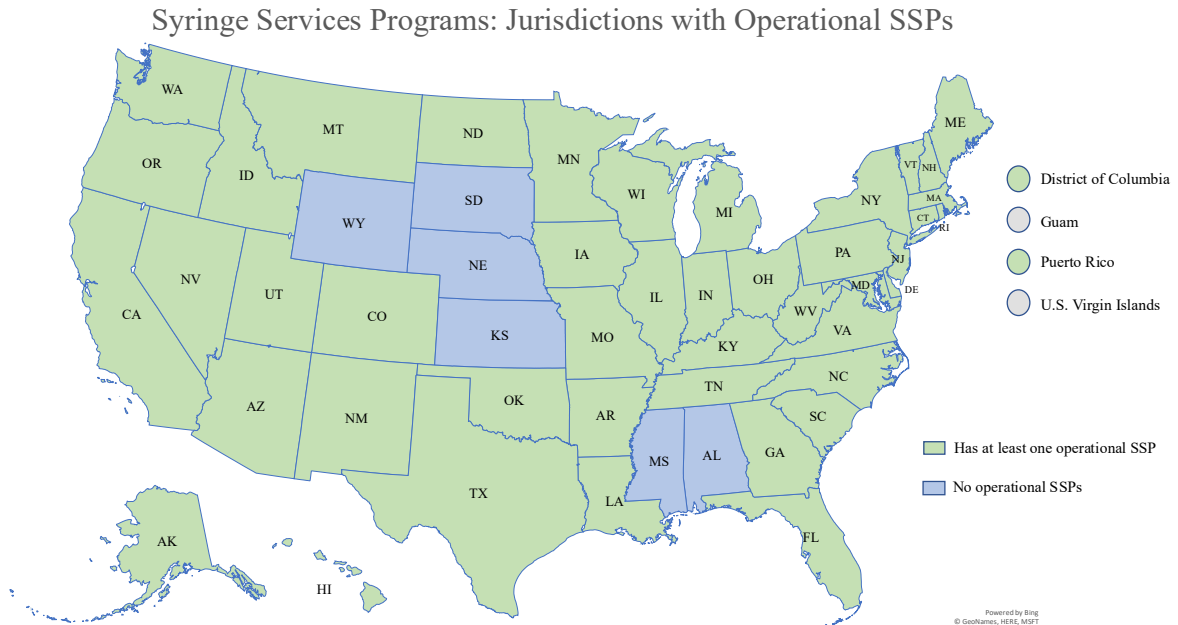 Syringe Services Programs: Jurisdictions with Operational SSPs
WA
MT
ND
MN
ME
OR
ID
WI
MI
VT
NH
NY
MA
CT
RI
WY
SD
IA
NE
PA
NJ
OH
MD
DE
NV
UT
CO
IL
IN
WV
VA
CA
KS
MO
KY
AZ
NM
OK
AR
TN
NC
SC
MS
AL
GA
TX
LA
FL
AK
HI
District of Columbia
Guam
Puerto Rico
U.S. Virgin Islands
Has at least one operational SSP
No operational SSPs
Powered by Bing
© GeoNames, HERE, MSFT